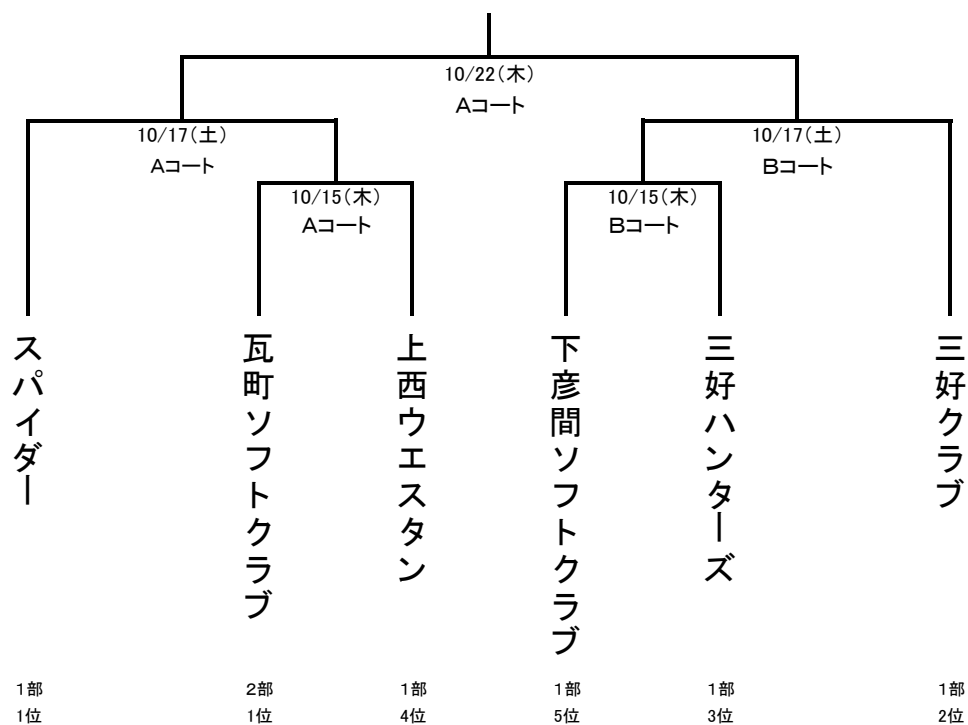 10/22(木)
Aコート
10/17(土)
Aコート
10/17(土)
Bコート
10/15(木)
Aコート
10/15(木)
Bコート
スパイダー
瓦町ソフトクラブ
上西ウエスタン
下彦間ソフトクラブ
三好ハンターズ
三好クラブ
1部
1位
2部
1位
1部
4位
1部
5位
1部
3位
1部
2位